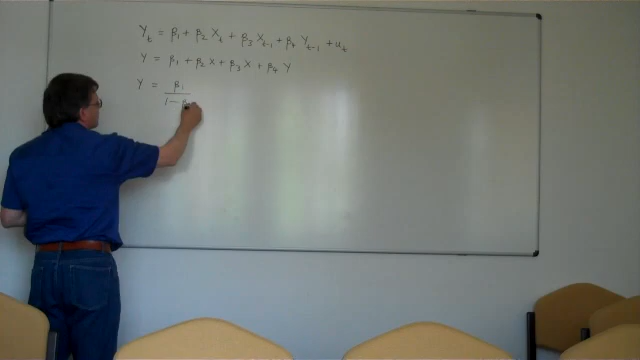 Yₜ = β₁ + β₂ Xₜ + β₃ Xₜ₋₁ + β₄ Yₜ₋₁ + uₜ
Y = β₁ + β₂ X + β₃ X + β₄ Y
Y = β₁
1 - β